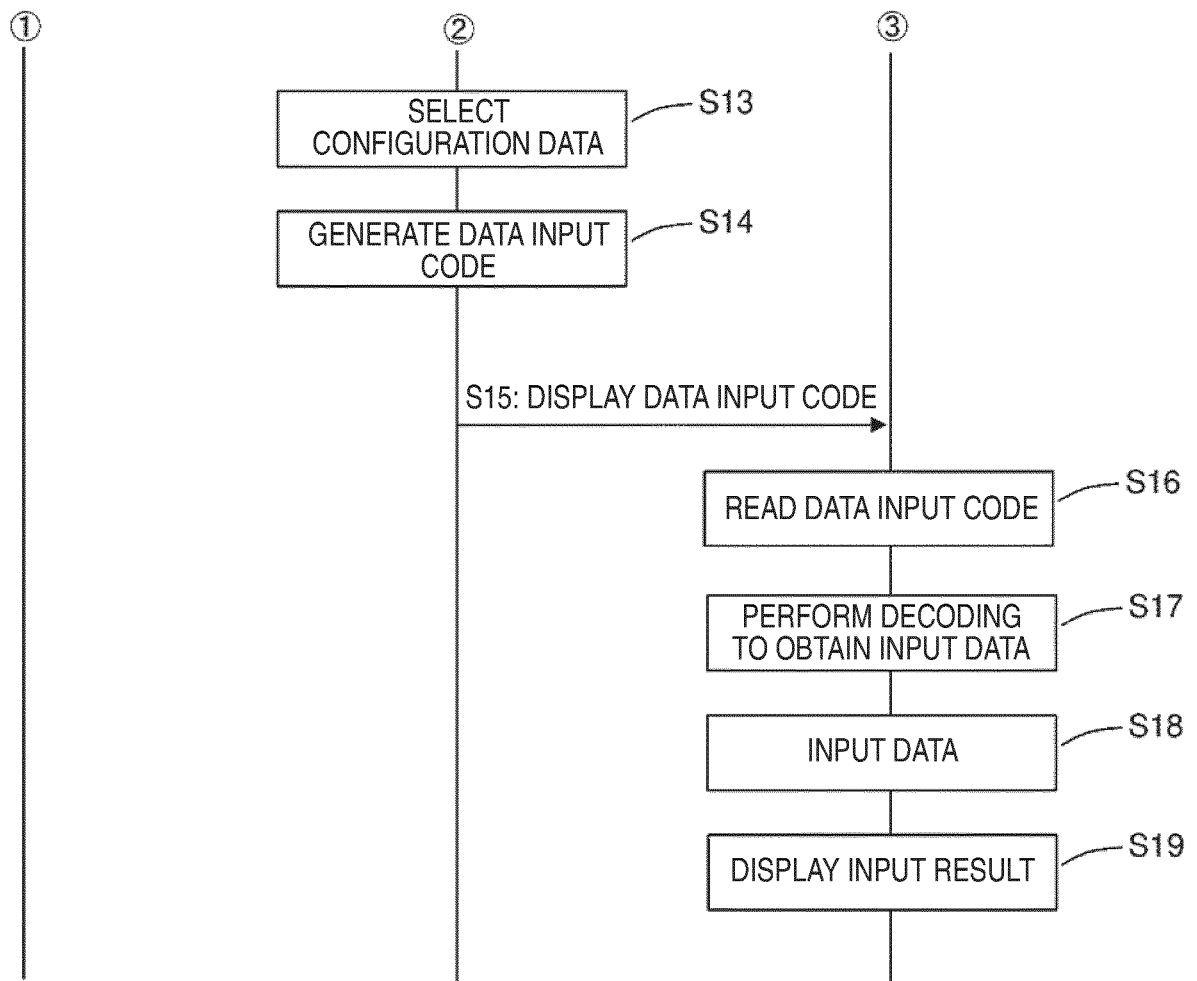 ① ② ③
SELECT
CONFIGURATION DATA
S13
GENERATE DATA INPUT
CODE
S14
S15: DISPLAY DATA INPUT CODE
READ DATA INPUT CODE
S16
PERFORM DECODING
TO OBTAIN INPUT DATA
S17
INPUT DATA
S18
DISPLAY INPUT RESULT
S19